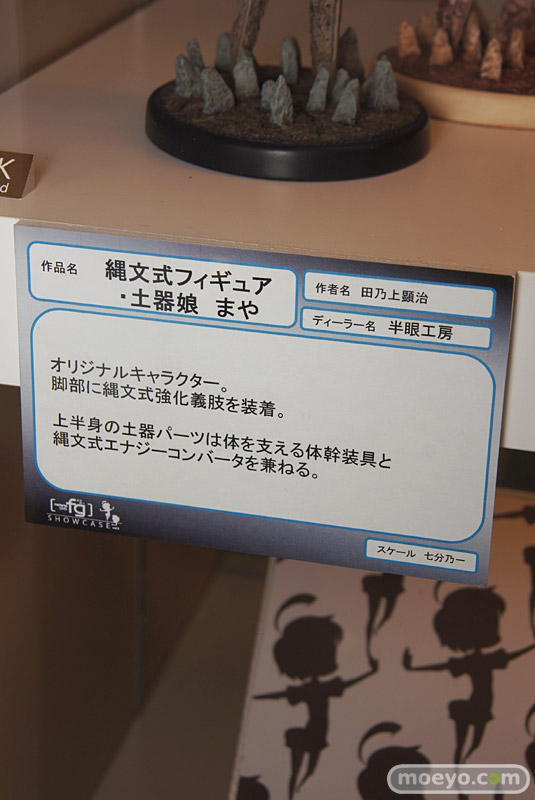 K
d
作品名
縄文式フィギュア
・土器娘 まや
作者名 田乃上顕治
ディーラー名 半眼工房
オリジナルキャラクター。
脚部に縄文式強化義肢を装着。
上半身の土器パーツは体を支える体幹装具と
縄文式エナジーコンバータを兼ねる。
fg
SHOWCASE
スケール 七分乃一
moeyo.com